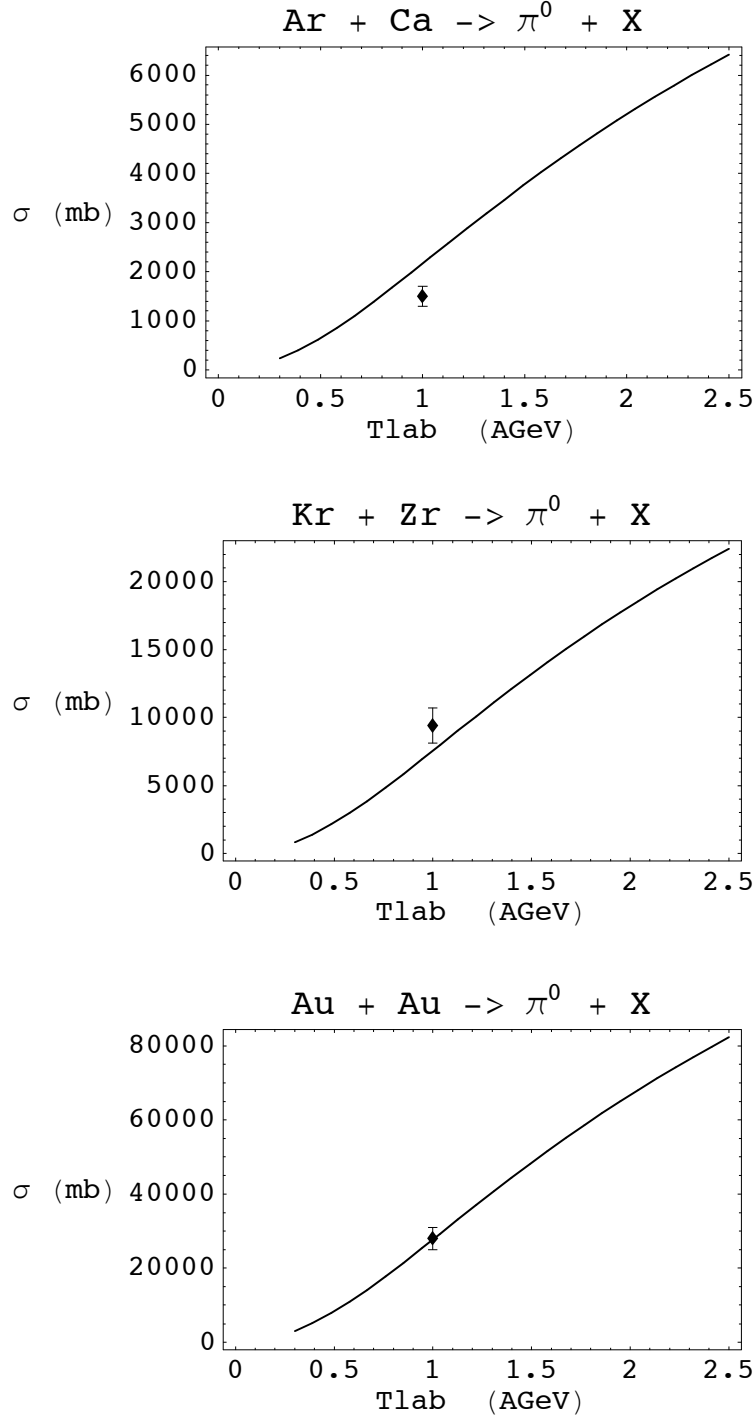 Ar + Ca -> π⁰ + X
6000
5000
4000
σ (mb) 3000
2000
1000
0
0 0.5 1 1.5 2 2.5
Tlab (AGeV)
Kr + Zr -> π⁰ + X
20000
15000
σ (mb) 10000
5000
0
0 0.5 1 1.5 2 2.5
Tlab (AGeV)
Au + Au -> π⁰ + X
80000
60000
σ (mb) 40000
20000
0
0 0.5 1 1.5 2 2.5
Tlab (AGeV)